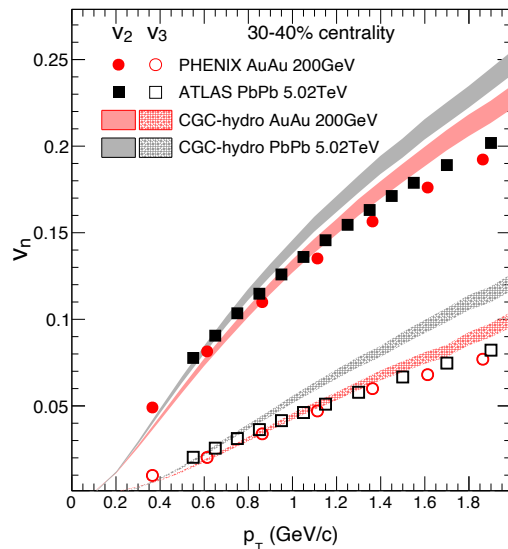 v₂ v₃ 30-40% centrality
PHENIX AuAu 200GeV
ATLAS PbPb 5.02TeV
CGC-hydro AuAu 200GeV
CGC-hydro PbPb 5.02TeV
0.25
0.2
0.15
0.1
0.05
vₙ
0 0.2 0.4 0.6 0.8 1 1.2 1.4 1.6 1.8
p_T (GeV/c)